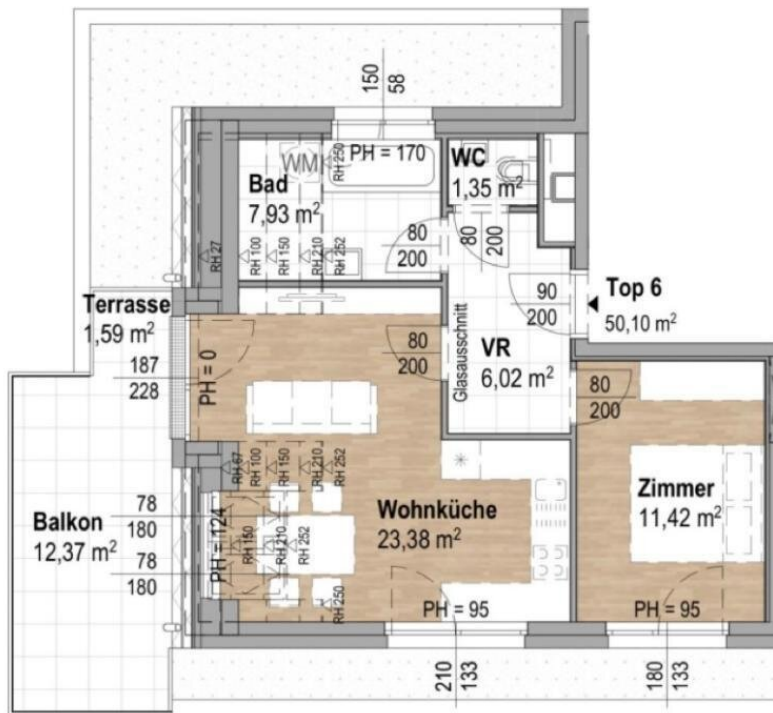 150
58
PH = 170
RH 250
WM
WC
1,35 m²
Bad
7,93 m²
80
200
80
200
RH 27
RH 100
RH 150
RH 210
RH 252
90
200
Top 6
50,10 m²
Terrasse
1,59 m²
187
228
PH = 0
80
200
Glasausschnitt
VR
6,02 m²
80
200
RH 67
RH 100
RH 150
RH 210
RH 252
Balkon
12,37 m²
78
180
78
180
PH = 124
RH 150
RH 210
RH 252
RH 250
Wohnküche
23,38 m²
Zimmer
11,42 m²
PH = 95
PH = 95
210
133
180
133